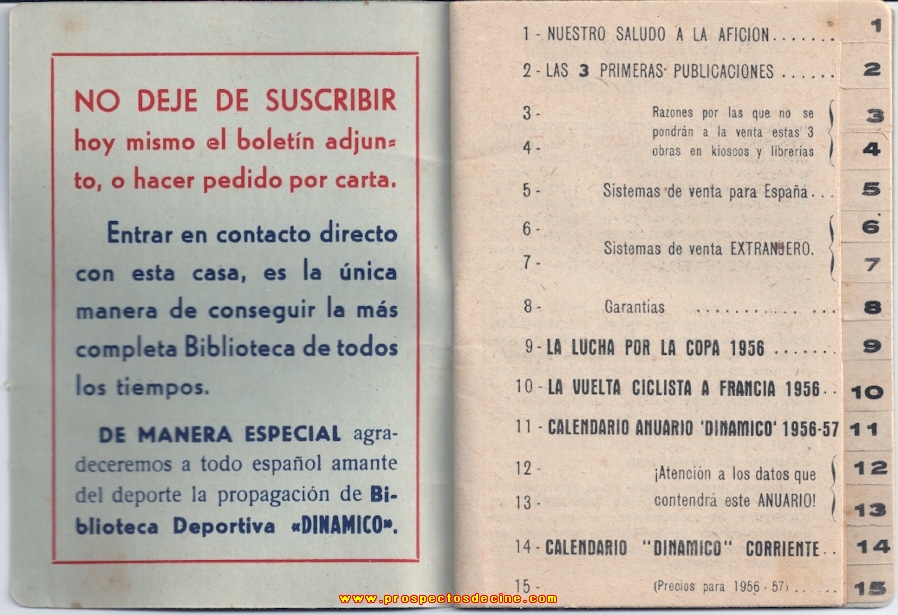 NO DEJE DE SUSCRIBIR
hoy mismo el boletín adjun=
to, o hacer pedido por carta.
Entrar en contacto directo
con esta casa, es la única
manera de conseguir la más
completa Biblioteca de todos
los tiempos.
DE MANERA ESPECIAL agra-
deceremos a todo español amante
del deporte la propagación de Bi-
blioteca Deportiva «DINAMICO».
1 - NUESTRO SALUDO A LA AFICION....... 1
2 - LAS 3 PRIMERAS PUBLICACIONES ...... 2
3 - Razones por las que no se 3
pondrán a la venta estas 3
4 - obras en kioscos y librerías 4
5 - Sistemas de venta para España... 5
6 - 6
Sistemas de venta EXTRANJERO.
7 - 7
8 - Garantías ........... ... 8
9 - LA LUCHA POR LA COPA 1956 ....... 9
10 - LA VUELTA CICLISTA A FRANCIA 1956.. 10
11 - CALENDARIO ANUARIO 'DINAMICO' 1956-57 11
12 - ¡Atención a los datos que 12
13 - contendrá este ANUARIO! 13
14 - CALENDARIO "DINAMICO" CORRIENTE.. 14
15 - (Precios para 1956 - 57)..... 15
www.prospectosdecine.com